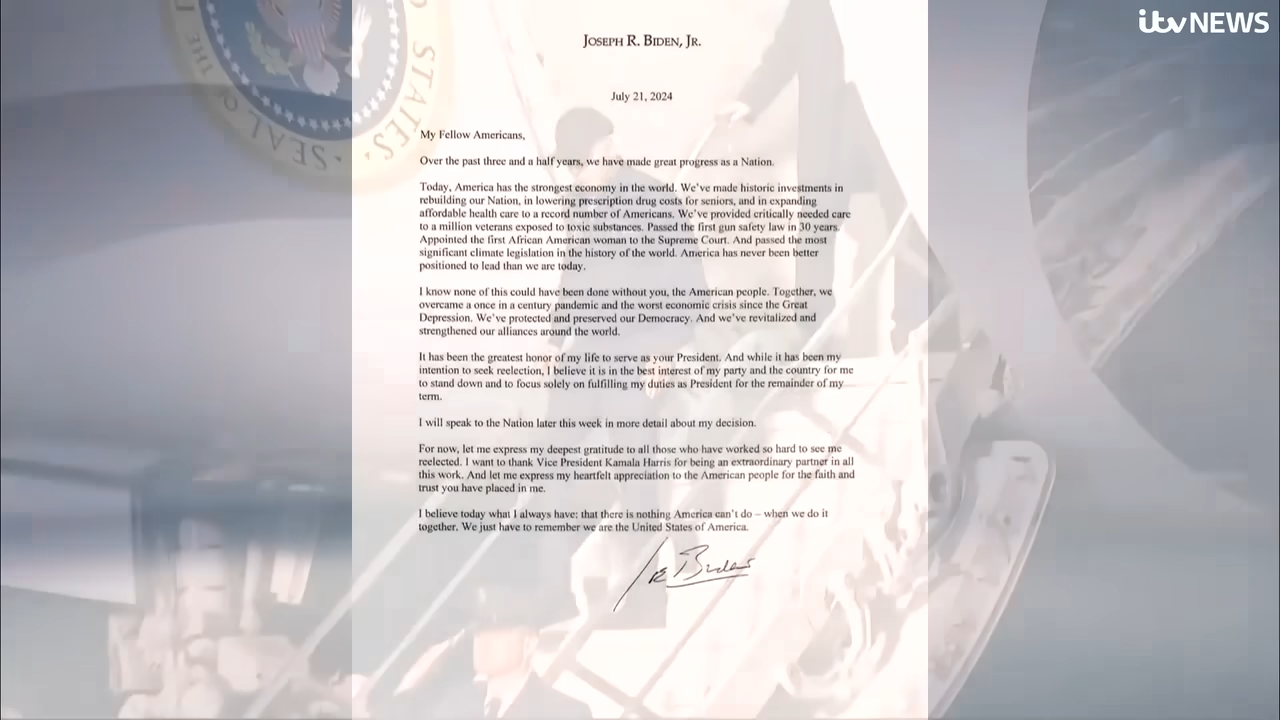 itv NEWS
SEAL OF THE
STATES
JOSEPH R. BIDEN, JR.
July 21, 2024
My Fellow Americans,
Over the past three and a half years, we have made great progress as a Nation.
Today, America has the strongest economy in the world. We've made historic investments in
rebuilding our Nation, in lowering prescription drug costs for seniors, and in expanding
affordable health care to a record number of Americans. We've provided critically needed care
to a million veterans exposed to toxic substances. Passed the first gun safety law in 30 years.
Appointed the first African American woman to the Supreme Court. And passed the most
significant climate legislation in the history of the world. America has never been better
positioned to lead than we are today.
I know none of this could have been done without you, the American people. Together, we
overcame a once in a century pandemic and the worst economic crisis since the Great
Depression. We've protected and preserved our Democracy. And we've revitalized and
strengthened our alliances around the world.
It has been the greatest honor of my life to serve as your President. And while it has been my
intention to seek reelection, I believe it is in the best interest of my party and the country for me
to stand down and to focus solely on fulfilling my duties as President for the remainder of my
term.
I will speak to the Nation later this week in more detail about my decision.
For now, let me express my deepest gratitude to all those who have worked so hard to see me
reelected. I want to thank Vice President Kamala Harris for being an extraordinary partner in all
this work. And let me express my heartfelt appreciation to the American people for the faith and
trust you have placed in me.
I believe today what I always have: that there is nothing America can't do – when we do it
together. We just have to remember we are the United States of America.
Joe Biden